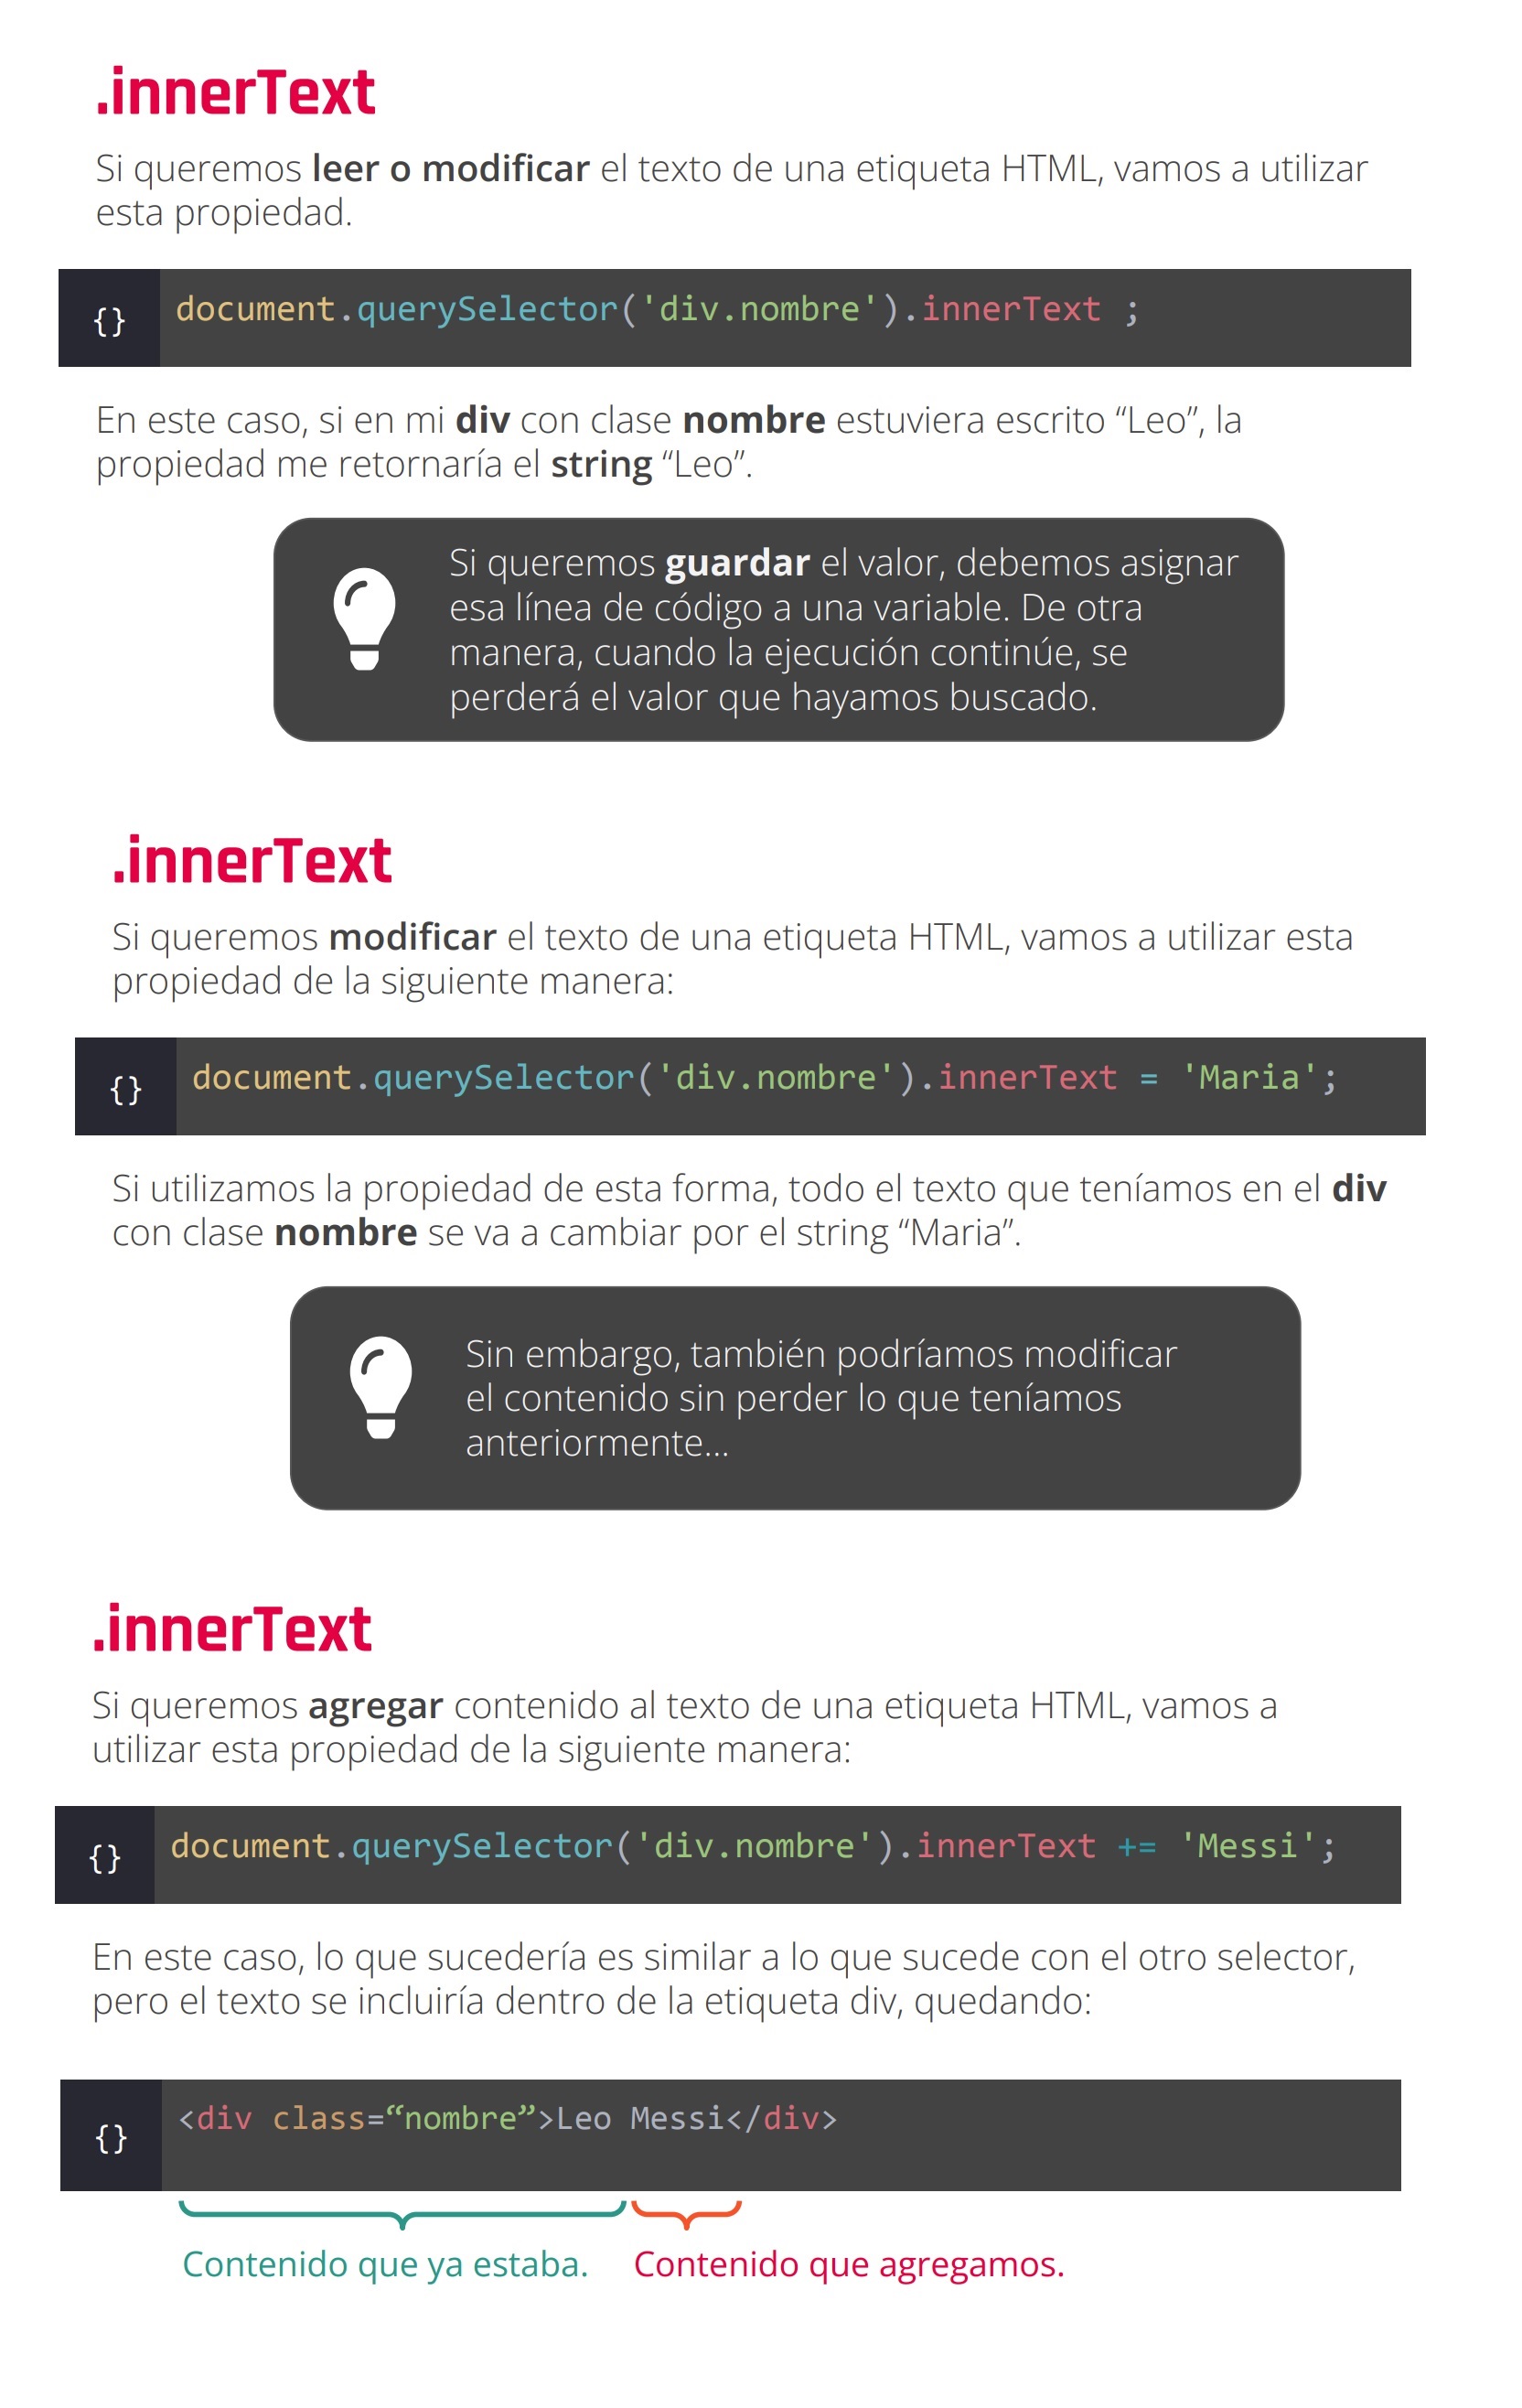 .innerText
Si queremos leer o modificar el texto de una etiqueta HTML, vamos a utilizar
esta propiedad.
{} document.querySelector('div.nombre').innerText ;
En este caso, si en mi div con clase nombre estuviera escrito “Leo”, la
propiedad me retornaría el string “Leo”.
Si queremos guardar el valor, debemos asignar
esa línea de código a una variable. De otra
manera, cuando la ejecución continúe, se
perderá el valor que hayamos buscado.
.innerText
Si queremos modificar el texto de una etiqueta HTML, vamos a utilizar esta
propiedad de la siguiente manera:
{} document.querySelector('div.nombre').innerText = 'Maria';
Si utilizamos la propiedad de esta forma, todo el texto que teníamos en el div
con clase nombre se va a cambiar por el string “Maria”.
Sin embargo, también podríamos modificar
el contenido sin perder lo que teníamos
anteriormente...
.innerText
Si queremos agregar contenido al texto de una etiqueta HTML, vamos a
utilizar esta propiedad de la siguiente manera:
{} document.querySelector('div.nombre').innerText += 'Messi';
En este caso, lo que sucedería es similar a lo que sucede con el otro selector,
pero el texto se incluiría dentro de la etiqueta div, quedando:
{} <div class=“nombre”>Leo Messi</div>
Contenido que ya estaba. Contenido que agregamos.